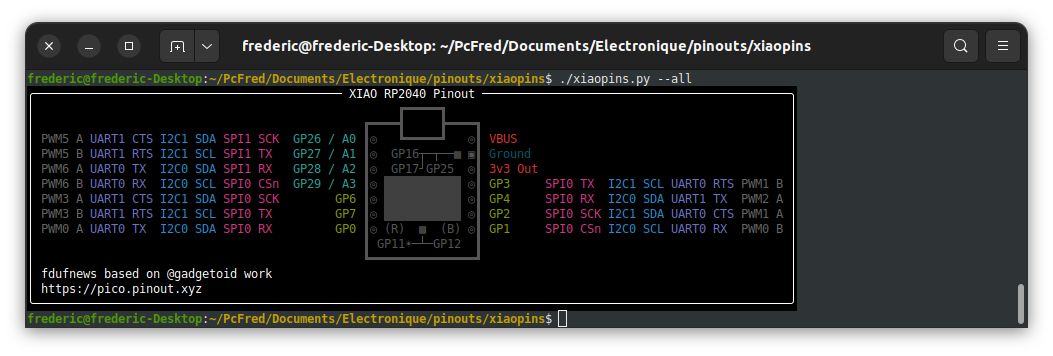 frederic@frederic-Desktop: ~/PcFred/Documents/Electronique/pinouts/xiaopins
frederic@frederic-Desktop:~/PcFred/Documents/Electronique/pinouts/xiaopins$ ./xiaopins.py --all
XIAO RP2040 Pinout
PWM5 A UART1 CTS I2C1 SDA SPI1 SCK GP26 / A0 VBUS
PWM5 B UART1 RTS I2C1 SCL SPI1 TX GP27 / A1 GP16 Ground
PWM6 A UART0 TX I2C0 SDA SPI1 RX GP28 / A2 GP17 GP25 3v3 Out
PWM6 B UART0 RX I2C0 SCL SPI0 CSn GP29 / A3 GP3 SPI0 TX I2C1 SCL UART0 RTS PWM1 B
PWM3 A UART1 CTS I2C1 SDA SPI0 SCK GP6 GP4 SPI0 RX I2C0 SDA UART1 TX PWM2 A
PWM3 B UART1 RTS I2C1 SCL SPI0 TX GP7 GP2 SPI0 SCK I2C1 SDA UART0 CTS PWM1 A
PWM0 A UART0 TX I2C0 SDA SPI0 RX GP0 (R) (B) GP1 SPI0 CSn I2C0 SCL UART0 RX PWM0 B
GP11 GP12
fdufnews based on @gadgetoid work
https://pico.pinout.xyz
frederic@frederic-Desktop:~/PcFred/Documents/Electronique/pinouts/xiaopins$